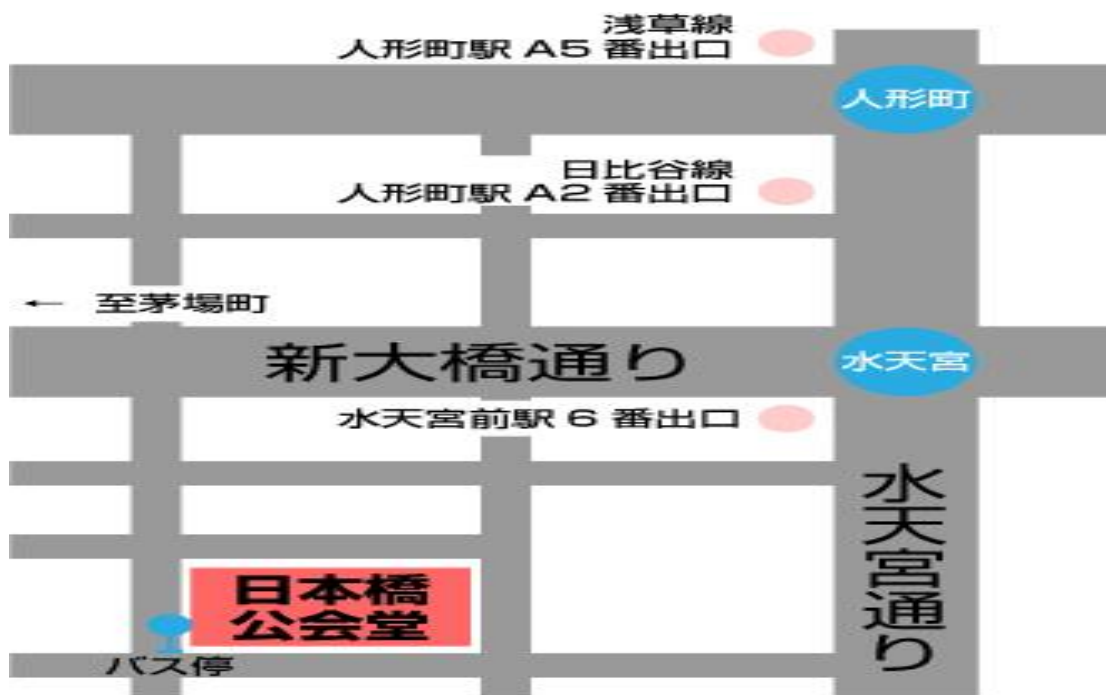 浅草線
人形町駅 A5 番出口
人形町
日比谷線
人形町駅 A2 番出口
← 至茅場町
新大橋通り
水天宮
水天宮前駅 6 番出口
水天宮通り
日本橋
公会堂
バス停